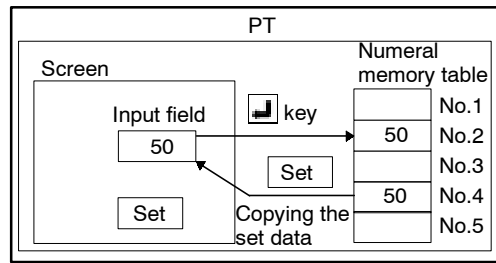 PT
Screen
Numeral
memory table
Input field
key
No.1
50
50
No.2
Set
No.3
Set
50
No.4
Copying the
set data
No.5